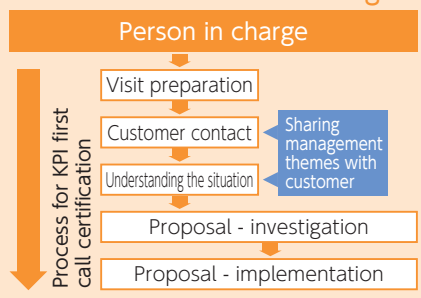 Person in charge
Process for KPI first
call certification
Visit preparation
Customer contact
Sharing
management
themes with
customer
Understanding the situation
Proposal - investigation
Proposal - implementation